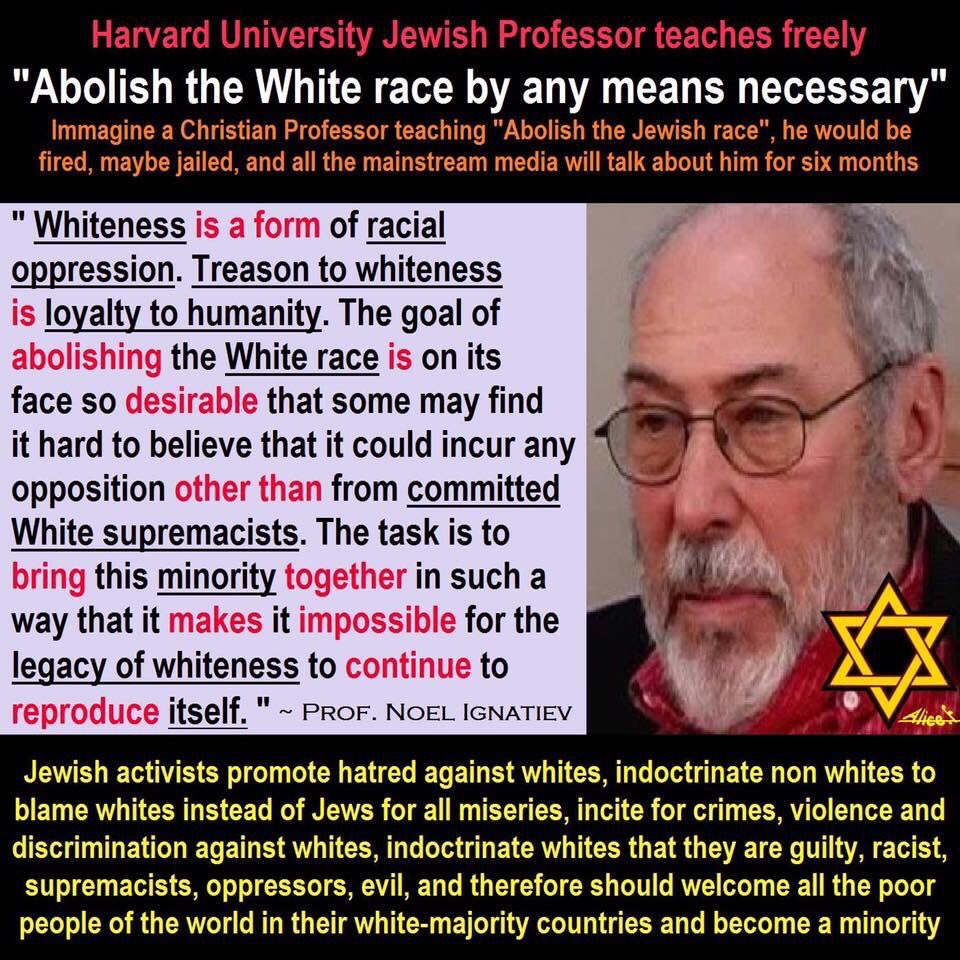 Harvard University Jewish Professor teaches freely
"Abolish the White race by any means necessary"
Immagine a Christian Professor teaching "Abolish the Jewish race", he would be
fired, maybe jailed, and all the mainstream media will talk about him for six months
" Whiteness is a form of racial
oppression. Treason to whiteness
is loyalty to humanity. The goal of
abolishing the White race is on its
face so desirable that some may find
it hard to believe that it could incur any
opposition other than from committed
White supremacists. The task is to
bring this minority together in such a
way that it makes it impossible for the
legacy of whiteness to continue to
reproduce itself. " ~ PROF. NOEL IGNATIEV
Jewish activists promote hatred against whites, indoctrinate non whites to
blame whites instead of Jews for all miseries, incite for crimes, violence and
discrimination against whites, indoctrinate whites that they are guilty, racist,
supremacists, oppressors, evil, and therefore should welcome all the poor
people of the world in their white-majority countries and become a minority